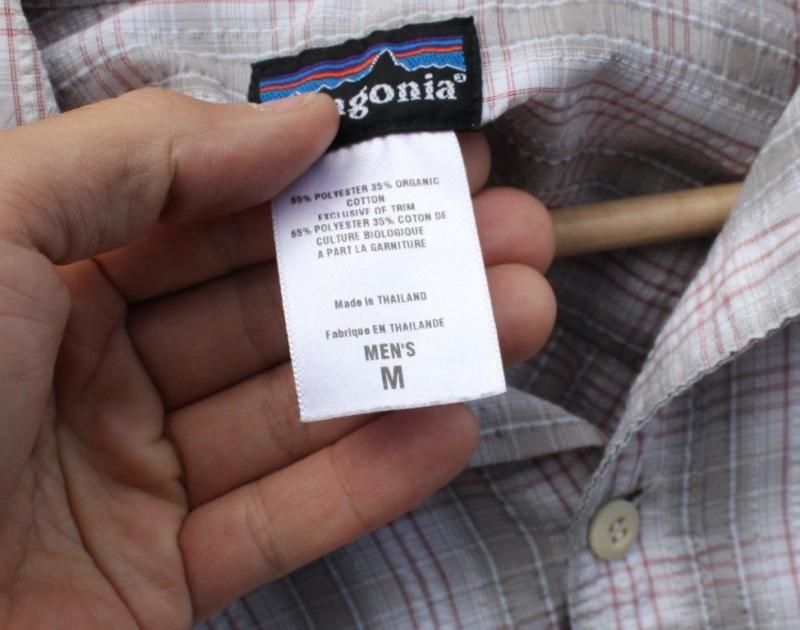 agonia®
65% POLYESTER 35% ORGANIC
COTTON
EXCLUSIVE OF TRIM
65% POLYESTER 35% COTON DE
CULTURE BIOLOGIQUE
A PART LA GARNITURE
Made in THAILAND
Fabrique EN THAILANDE
MEN'S
M